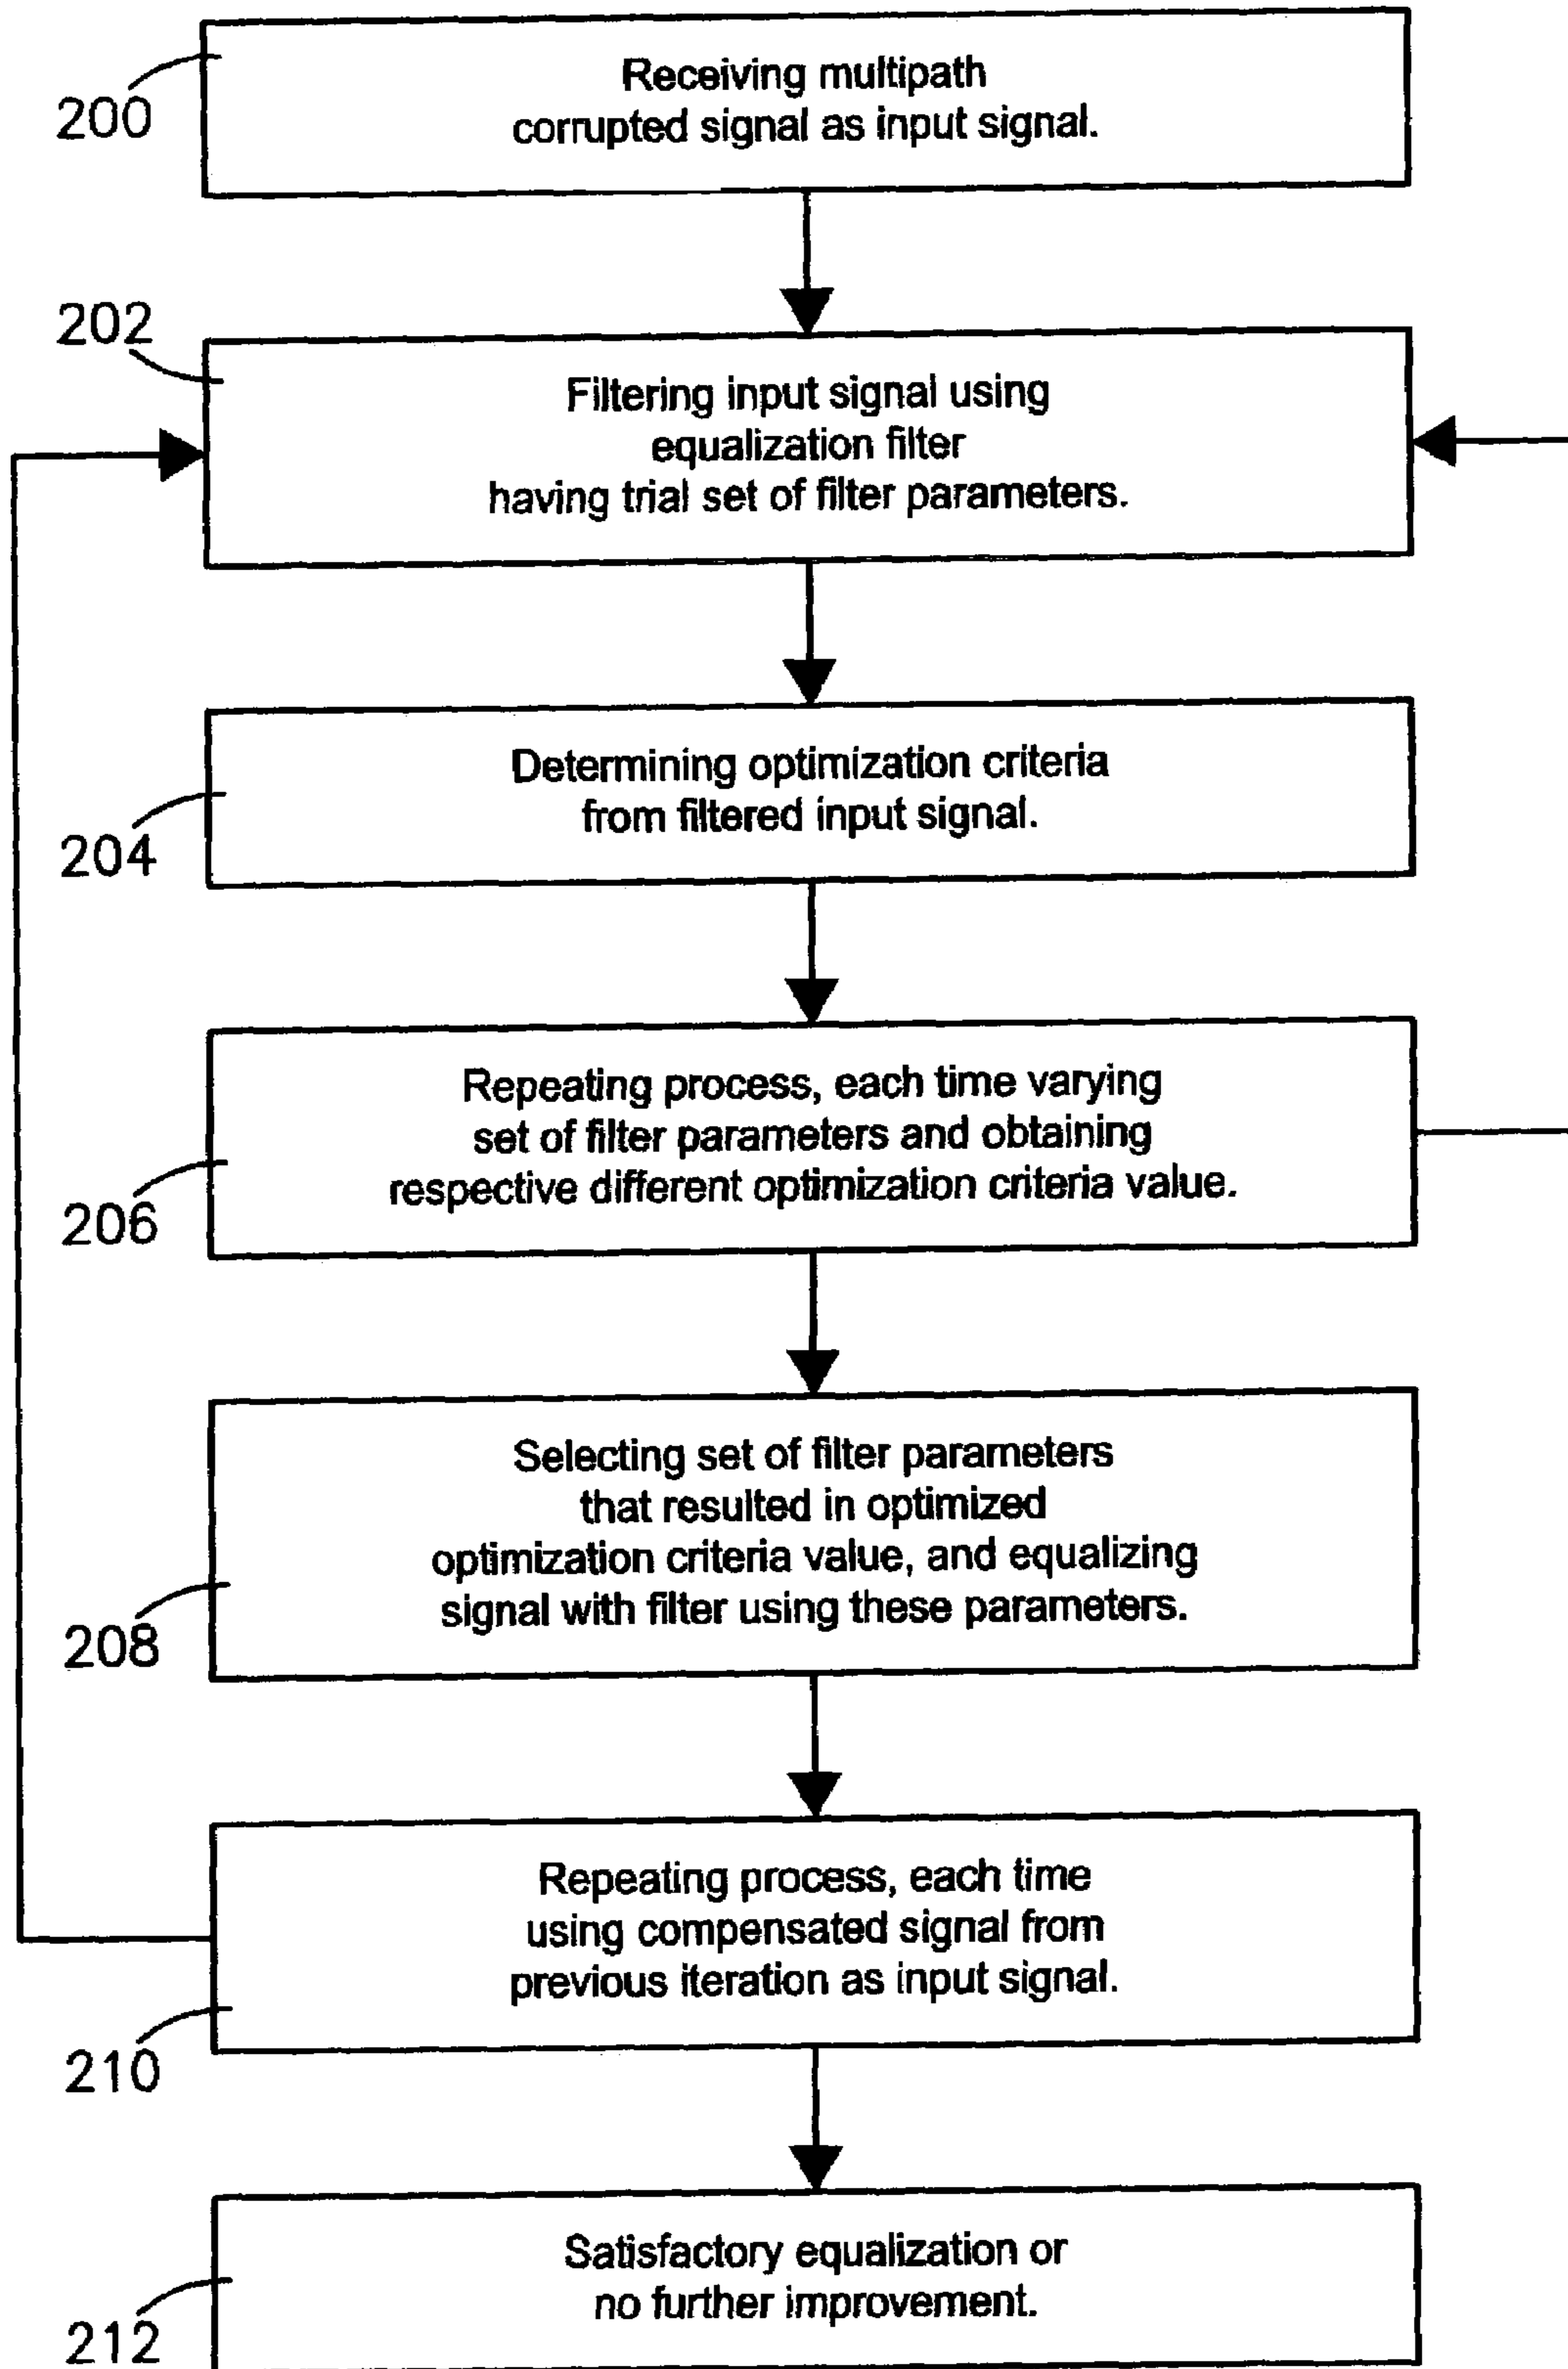 200
Receiving multipath
corrupted signal as input signal.
202
Filtering input signal using
equalization filter
having trial set of filter parameters.
204
Determining optimization criteria
from filtered input signal.
206
Repeating process, each time varying
set of filter parameters and obtaining
respective different optimization criteria value.
208
Selecting set of filter parameters
that resulted in optimized
optimization criteria value, and equalizing
signal with filter using these parameters.
210
Repeating process, each time
using compensated signal from
previous iteration as input signal.
212
Satisfactory equalization or
no further improvement.